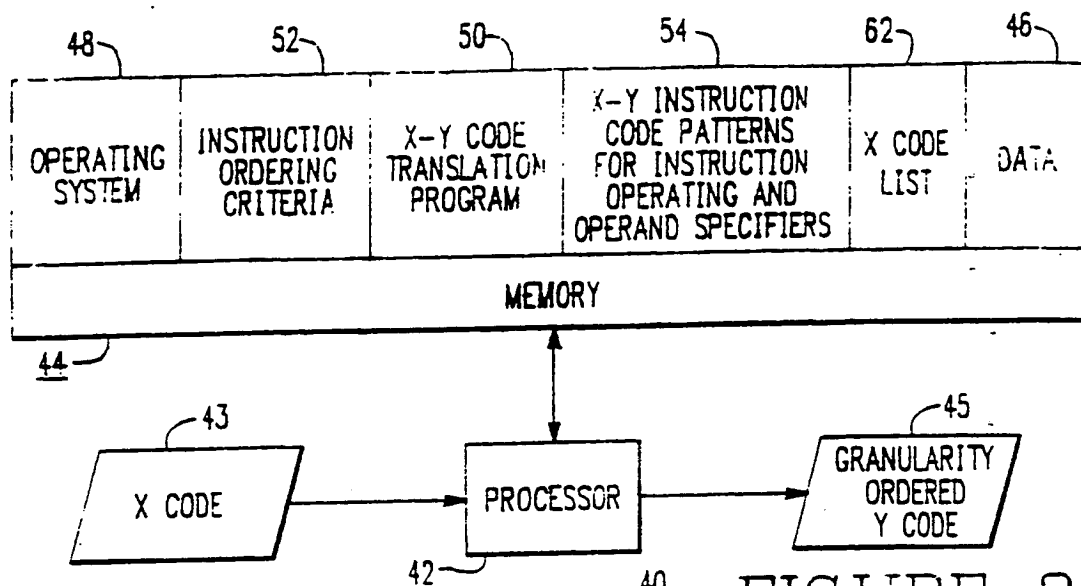 48 52 50 54 62 46
OPERATING
SYSTEM
INSTRUCTION
ORDERING
CRITERIA
X-Y CODE
TRANSLATION
PROGRAM
X-Y INSTRUCTION
CODE PATTERNS
FOR INSTRUCTION
OPERATING AND
OPERAND SPECIFIERS
X CODE
LIST
DATA
MEMORY
44
43
X CODE
PROCESSOR
42
45
GRANULARITY
ORDERED
Y CODE
40